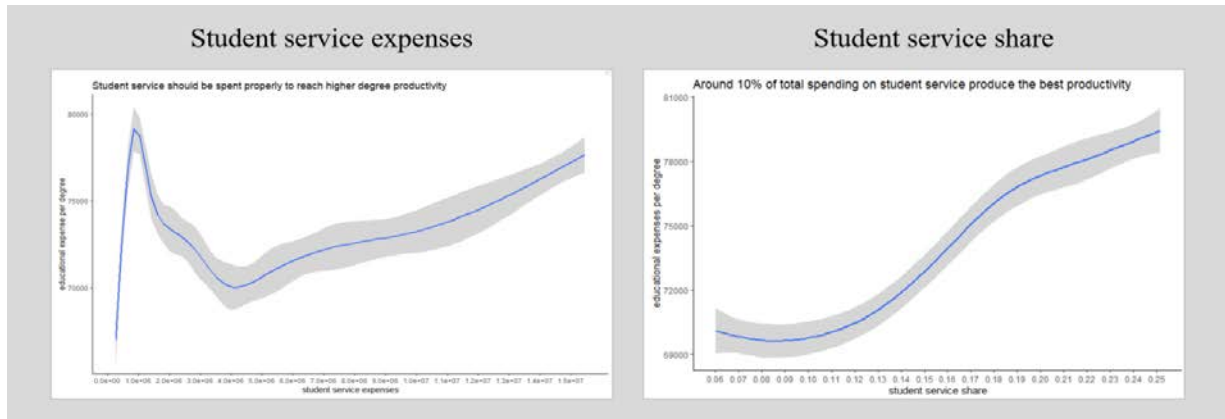 Student service expenses
Student service should be spent properly to reach higher degree productivity
educational expense per degree
80000
75000
70000
0.0e+00 1.0e+06 2.0e+06 3.0e+06 4.0e+06 5.0e+06 6.0e+06 7.0e+06 8.0e+06 9.0e+06 1.0e+07 1.1e+07 1.2e+07 1.3e+07 1.4e+07 1.5e+07
student service expenses
Student service share
Around 10% of total spending on student service produce the best productivity
educational expenses per degree
81000
78000
75000
72000
69000
0.06 0.07 0.08 0.09 0.10 0.11 0.12 0.13 0.14 0.15 0.16 0.17 0.18 0.19 0.20 0.21 0.22 0.23 0.24 0.25
student service share